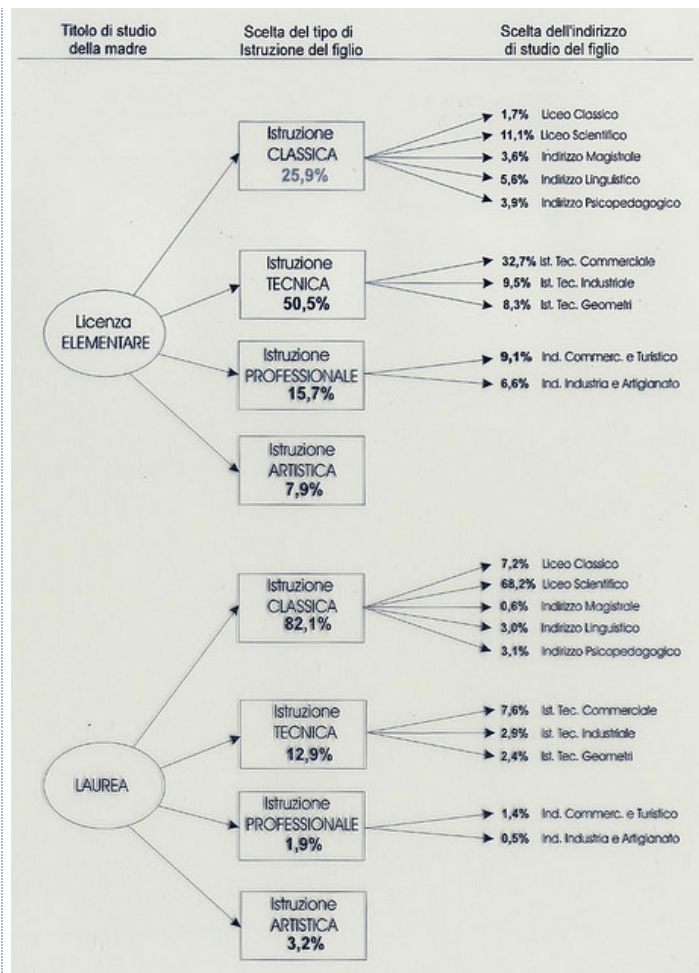 Titolo di studio
della madre
Scelta del tipo di
Istruzione del figlio
Scelta dell'indirizzo
di studio del figlio
Licenza
ELEMENTARE
Istruzione
CLASSICA
25,9%
1,7% Liceo Classico
11,1% Liceo Scientifico
3,6% Indirizzo Magistrale
5,6% Indirizzo Linguistico
3,9% Indirizzo Psicopedagogico
Istruzione
TECNICA
50,5%
32,7% Ist. Tec. Commerciale
9,5% Ist. Tec. Industriale
8,3% Ist. Tec. Geometri
Istruzione
PROFESSIONALE
15,7%
9,1% Ind. Commerc. e Turistico
6,6% Ind. Industria e Artigianato
Istruzione
ARTISTICA
7,9%
LAUREA
Istruzione
CLASSICA
82,1%
7,2% Liceo Classico
68,2% Liceo Scientifico
0,6% Indirizzo Magistrale
3,0% Indirizzo Linguistico
3,1% Indirizzo Psicopedagogico
Istruzione
TECNICA
12,9%
7,6% Ist. Tec. Commerciale
2,9% Ist. Tec. Industriale
2,4% Ist. Tec. Geometri
Istruzione
PROFESSIONALE
1,9%
1,4% Ind. Commerc. e Turistico
0,5% Ind. Industria e Artigianato
Istruzione
ARTISTICA
3,2%